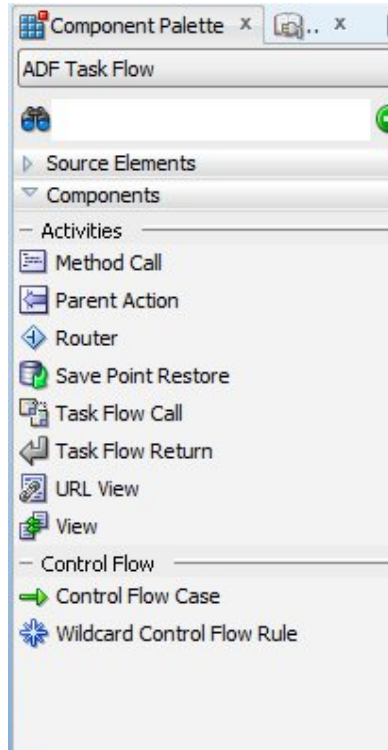 Component Palette x .. x
ADF Task Flow
Source Elements
Components
Activities
Method Call
Parent Action
Router
Save Point Restore
Task Flow Call
Task Flow Return
URL View
View
Control Flow
Control Flow Case
Wildcard Control Flow Rule